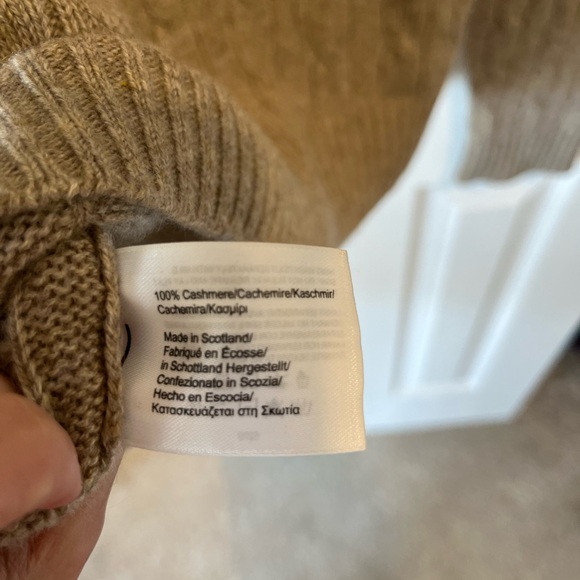 100% Cashmere/Cachemire/Kaschmir/
Cachemira/Κασμίρι
Made in Scotland/
Fabriqué en Écosse/
in Schottland Hergestellt/
Confezionato in Scozia/
Hecho en Escocia/
Κατασκευάζεται στη Σκωτία